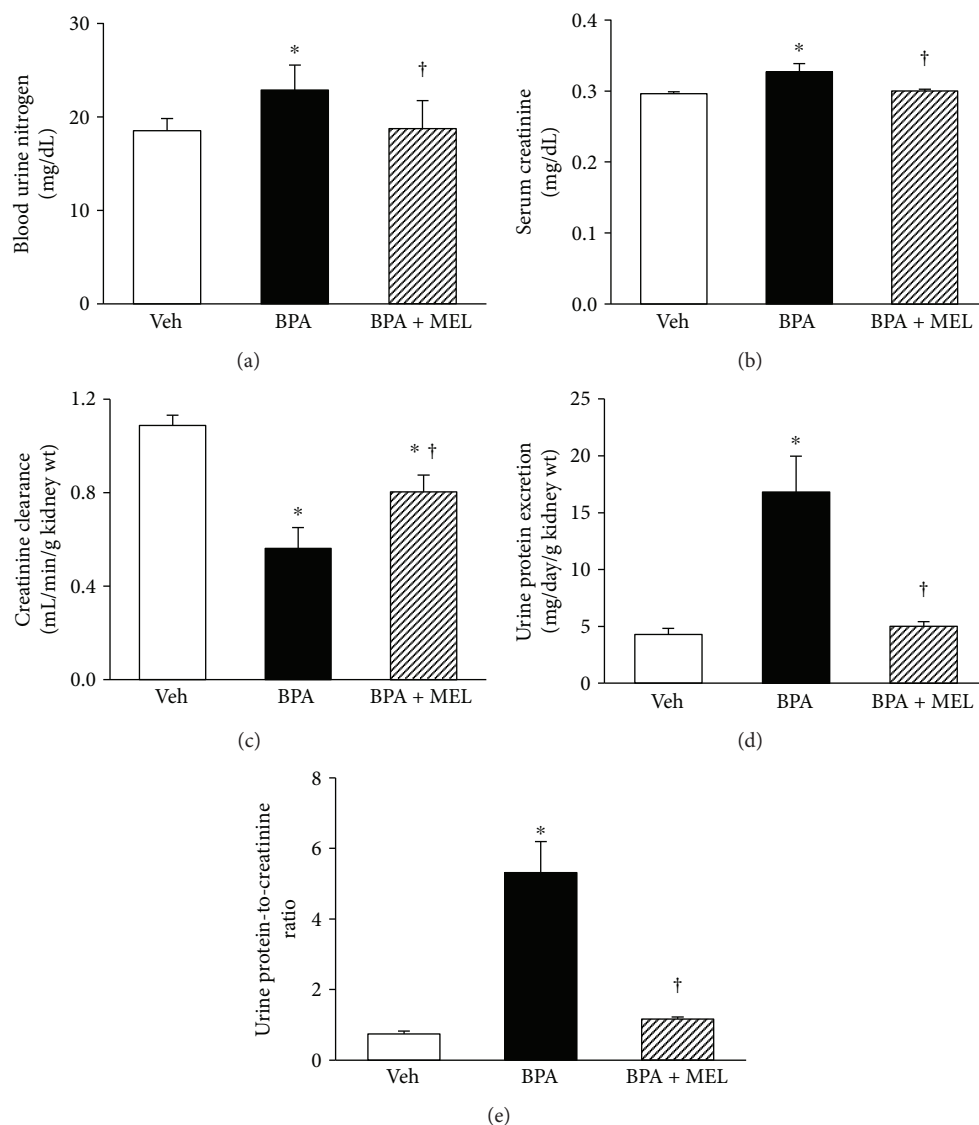 30
20
10
0
Blood urine nitrogen
(mg/dL)
*
†
Veh
BPA
BPA + MEL
(a)
0.4
0.3
0.2
0.1
0.0
Serum creatinine
(mg/dL)
*
†
Veh
BPA
BPA + MEL
(b)
1.2
0.8
0.4
0.0
Creatinine clearance
(mL/min/g kidney wt)
*
* †
Veh
BPA
BPA + MEL
(c)
25
20
15
10
5
0
Urine protein excretion
(mg/day/g kidney wt)
*
†
Veh
BPA
BPA + MEL
(d)
8
6
4
2
0
Urine protein-to-creatinine
ratio
*
†
Veh
BPA
BPA + MEL
(e)